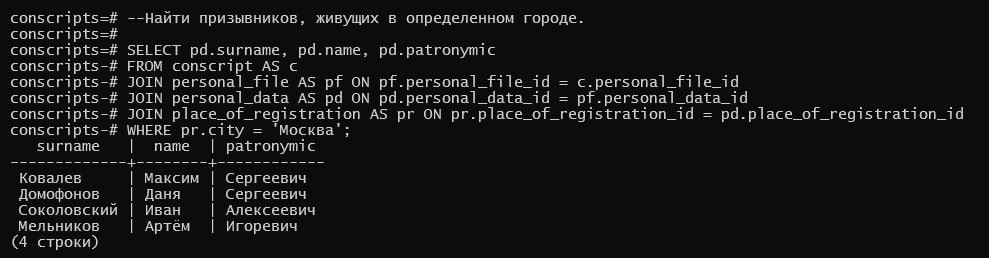 conscripts=# --Найти призывников, живущих в определенном городе.
conscripts=#
conscripts=# SELECT pd.surname, pd.name, pd.patronymic
conscripts-# FROM conscript AS c
conscripts-# JOIN personal_file AS pf ON pf.personal_file_id = c.personal_file_id
conscripts-# JOIN personal_data AS pd ON pd.personal_data_id = pf.personal_data_id
conscripts-# JOIN place_of_registration AS pr ON pr.place_of_registration_id = pd.place_of_registration_id
conscripts-# WHERE pr.city = 'Москва';
   surname   |  name  | patronymic
-------------+--------+------------
 Ковалев     | Максим | Сергеевич
 Домофонов   | Даня   | Сергеевич
 Соколовский | Иван   | Алексеевич
 Мельников   | Артём  | Игоревич
(4 строки)